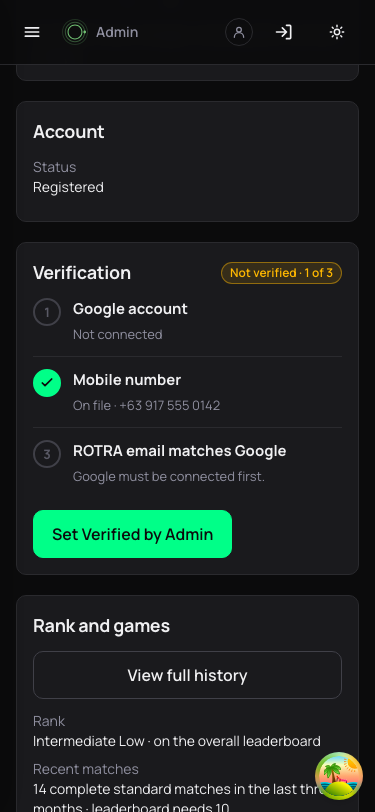 Admin
Account
Status
Registered
Verification
Not verified · 1 of 3
1
Google account
Not connected
Mobile number
On file · +63 917 555 0142
3
ROTRA email matches Google
Google must be connected first.
Set Verified by Admin
Rank and games
View full history
Rank
Intermediate Low · on the overall leaderboard
Recent matches
14 complete standard matches in the last
months · leaderboard needs 10